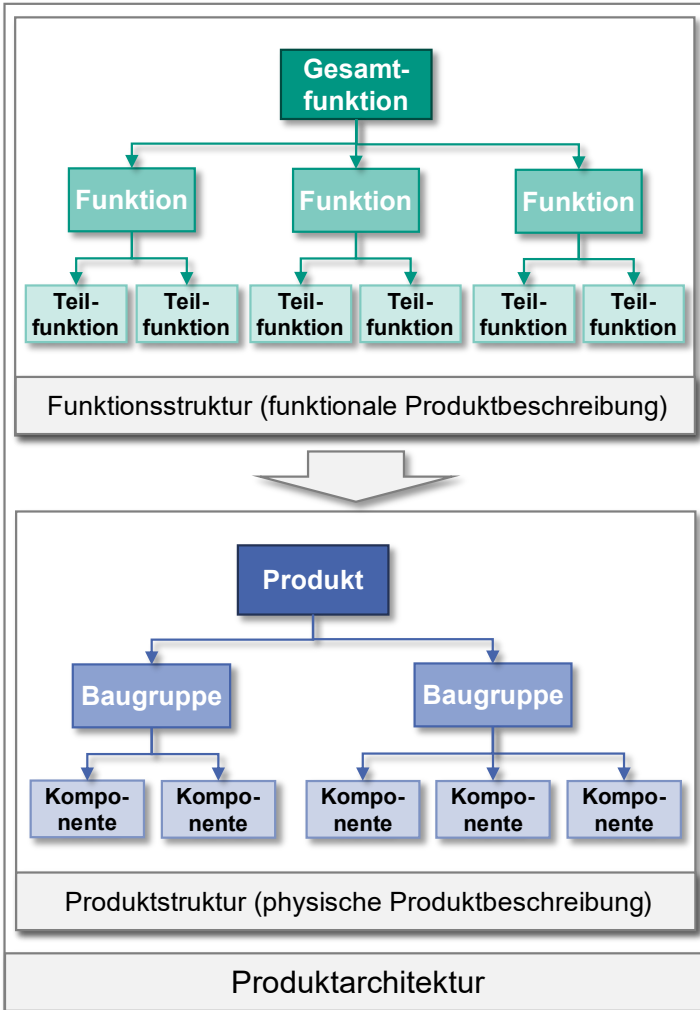 Gesamt-
funktion
Funktion
Funktion
Funktion
Teil-
funktion
Teil-
funktion
Teil-
funktion
Teil-
funktion
Teil-
funktion
Teil-
funktion
Funktionsstruktur (funktionale Produktbeschreibung)
Produkt
Baugruppe
Baugruppe
Kompo-
nente
Kompo-
nente
Kompo-
nente
Kompo-
nente
Kompo-
nente
Produktstruktur (physische Produktbeschreibung)
Produktarchitektur